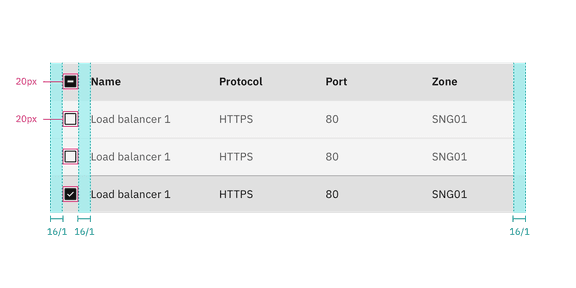 20px Name Protocol Port Zone
20px Load balancer 1 HTTPS 80 SNG01
Load balancer 1 HTTPS 80 SNG01
Load balancer 1 HTTPS 80 SNG01
16/1 16/1 16/1